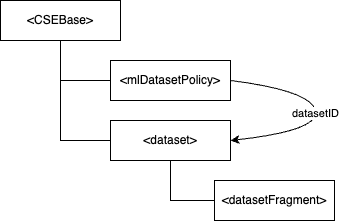 <CSEBase>
<mlDatasetPolicy>
datasetID
<dataset>
<datasetFragment>